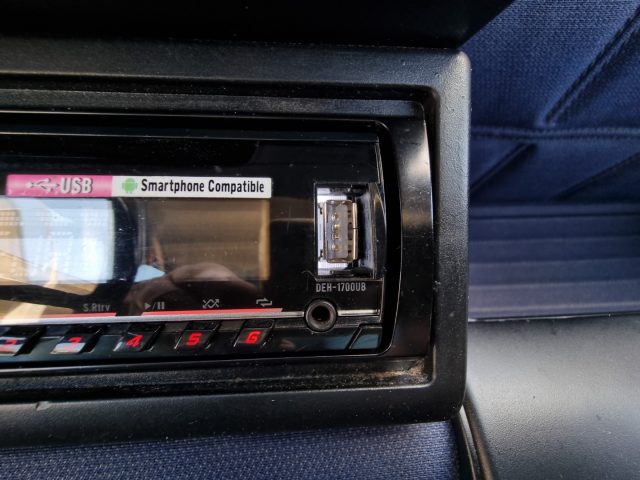 USB
Smartphone Compatible
DEH-1700UB
S.Rtrv
4
5
6